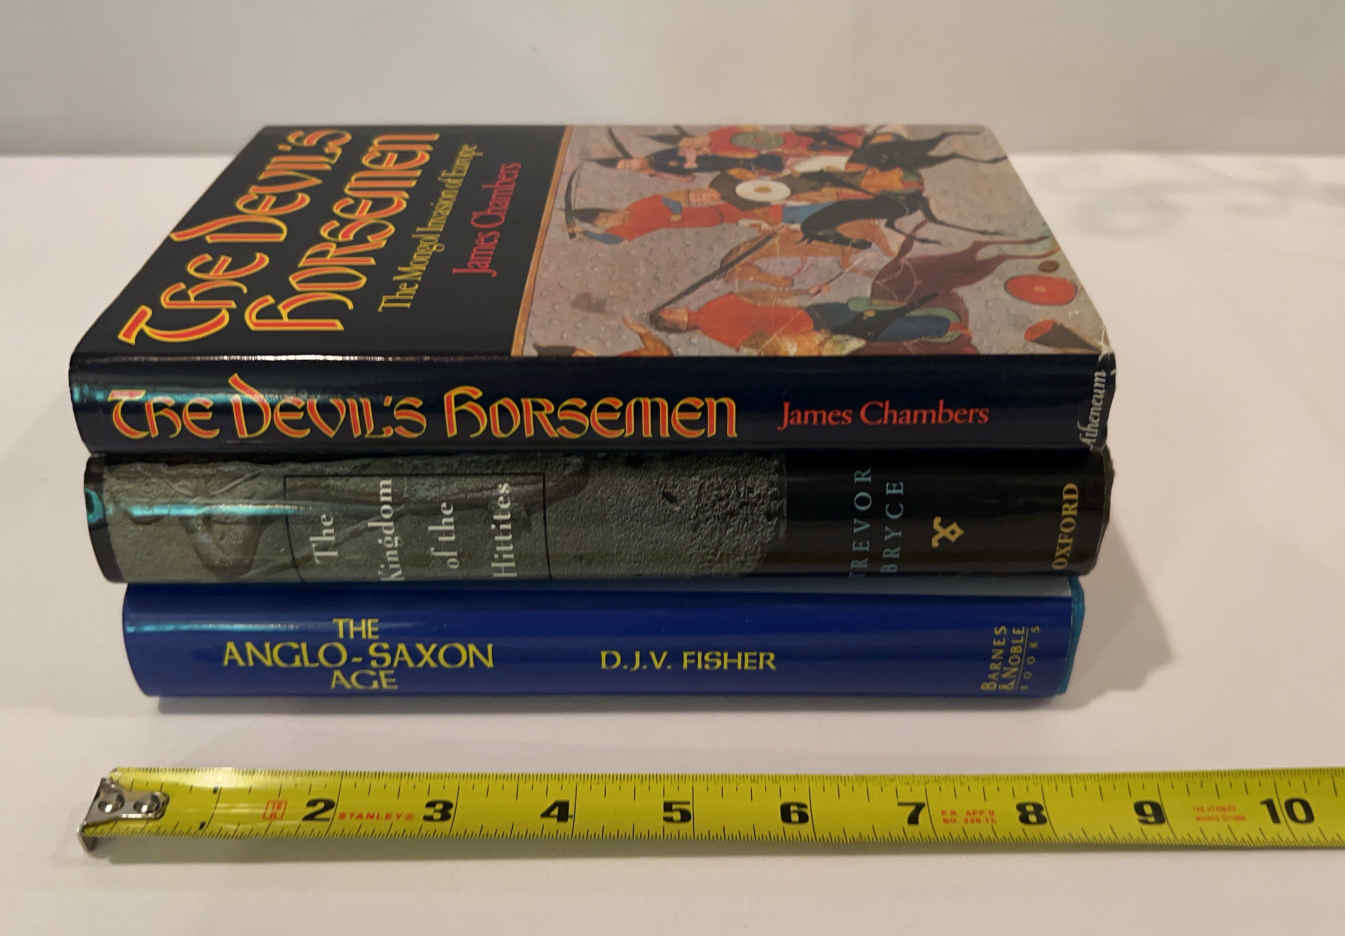 THE DEVIL'S
HORSEMEN
The Mongol Invasion of Europe
James Chambers
THE DEVIL'S HORSEMEN James Chambers Atheneum
The
Kingdom
of the
Hittites
TREVOR
BRYCE
OXFORD
THE
ANGLO-SAXON
AGE
D.J.V. FISHER
BARNES
&NOBLE
BOOKS
2 STANLEY® 3 4 5 6 7 8 9 10